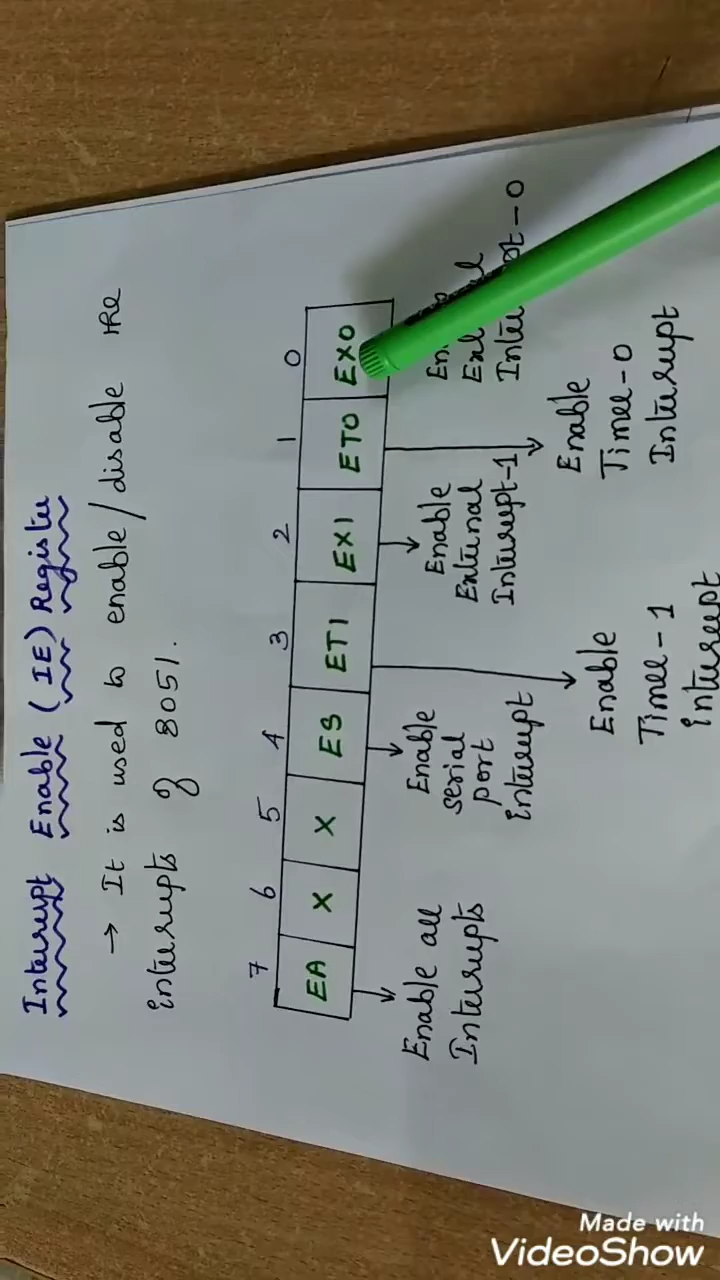 Interrupt Enable (IE) Register
→ It is used to enable/disable the
interrupts of 8051.
7 6 5 4 3 2 1 0
EA X X ES ET1 EX1 ET0 EX0
Enable all
Interrupts
Enable
serial
port
interrupt
Enable
Timer-1
Interrupt
Enable
External
Interrupt-1
Enable
Timer-0
Interrupt
-0
Made with
VideoShow